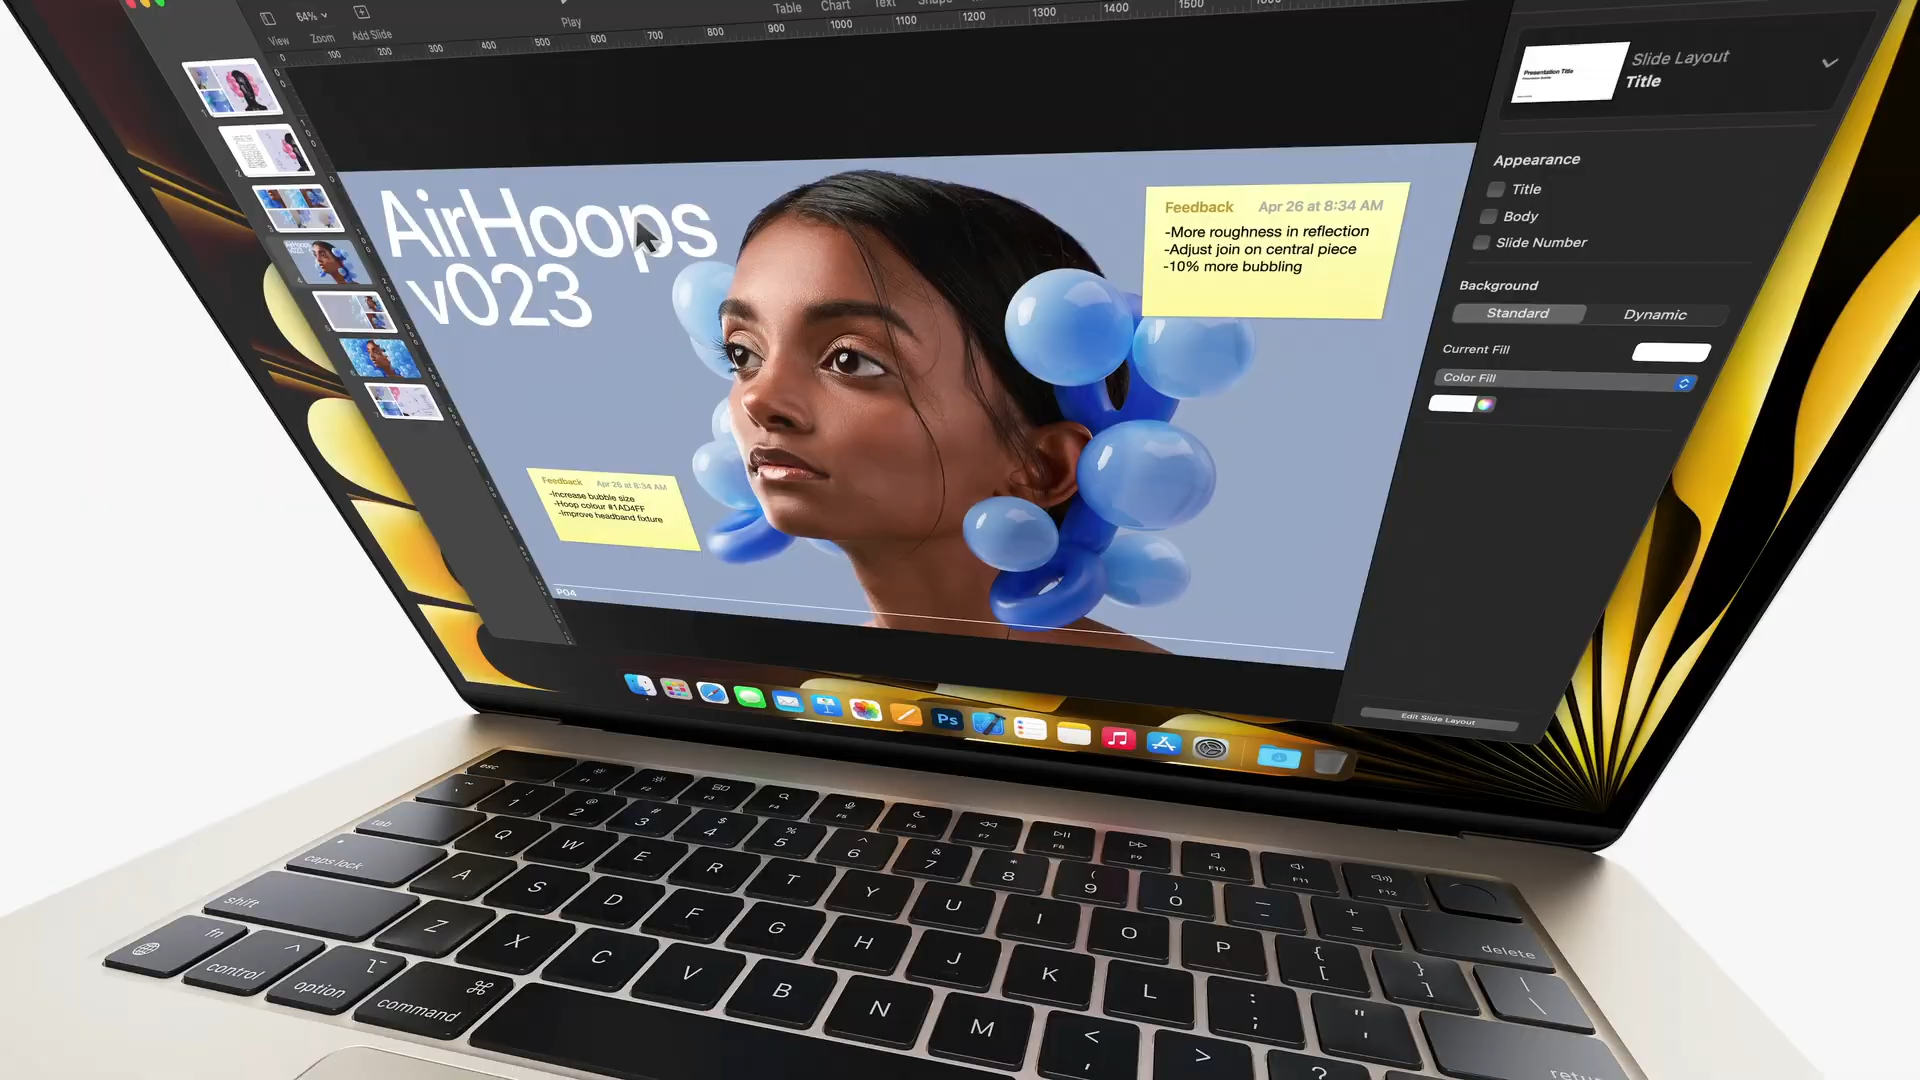 64%
View
Zoom
Add Slide
Play
Table
Chart
Text
0 100 200 300 400 500 600 700 800 900 1000 1100 1200 1300 1400 1500
AirHoops
v023
Feedback Apr 26 at 8:34 AM
-More roughness in reflection
-Adjust join on central piece
-10% more bubbling
Feedback Apr 26 at 8:34 AM
-Increase bubble size
-Hoop colour #1AD4FF
-Improve headband fixture
P04
Presentation Title
Slide Layout
Title
Appearance
Title
Body
Slide Number
Background
Standard Dynamic
Current Fill
Color Fill
Edit Slide Layout
Ps
esc F1 F2 F3 F4 F5 F6 F7 F8 F9 F10 F11 F12
~ ` ! 1 @ 2 # 3 $ 4 % 5 ^ 6 & 7 * 8 ( 9 ) 0 _ - + = delete
tab Q W E R T Y U I O P { [ } ] | \
caps lock A S D F G H J K L : ; " '
shift Z X C V B N M < , > ?
fn control option command